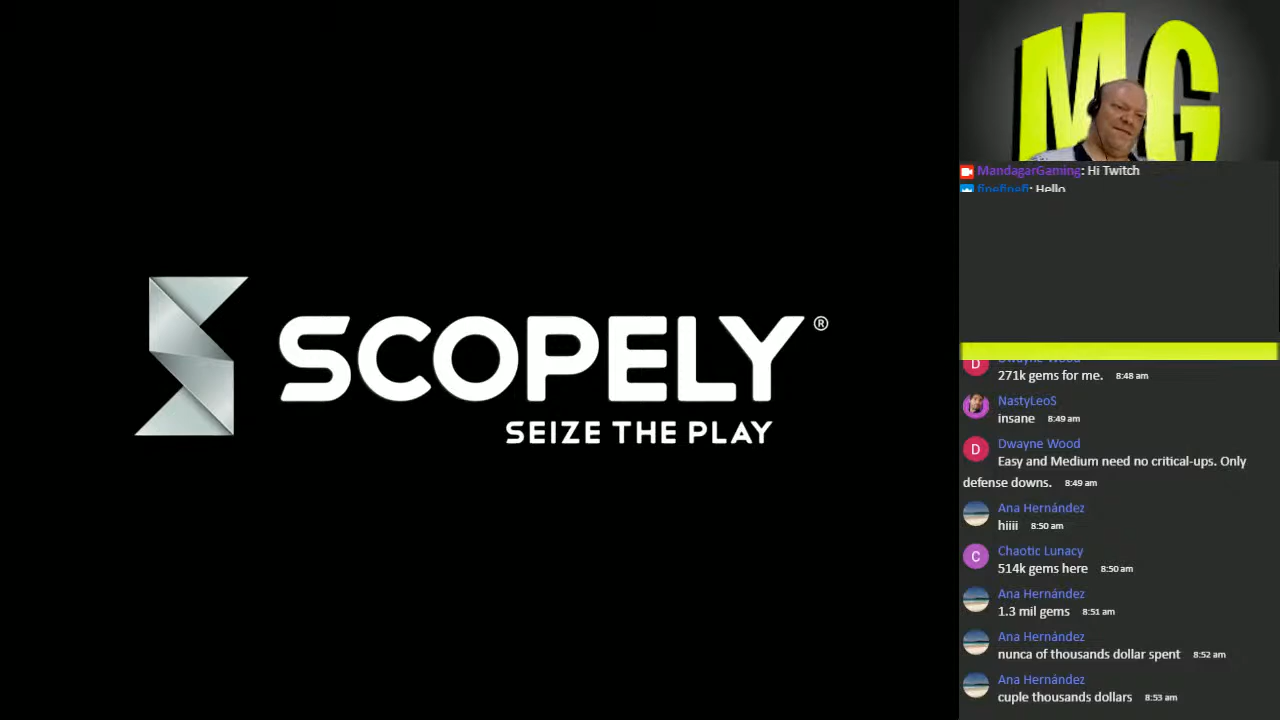 SCOPELY®
SEIZE THE PLAY
MG
MandagarGaming: Hi Twitch
finefinefi: Hello
D Dwayne Wood
271k gems for me. 8:48 am
NastyLeoS
insane 8:49 am
D Dwayne Wood
Easy and Medium need no critical-ups. Only
defense downs. 8:49 am
Ana Hernández
hiiii 8:50 am
C Chaotic Lunacy
514k gems here 8:50 am
Ana Hernández
1.3 mil gems 8:51 am
Ana Hernández
nunca of thousands dollar spent 8:52 am
Ana Hernández
cuple thousands dollars 8:53 am